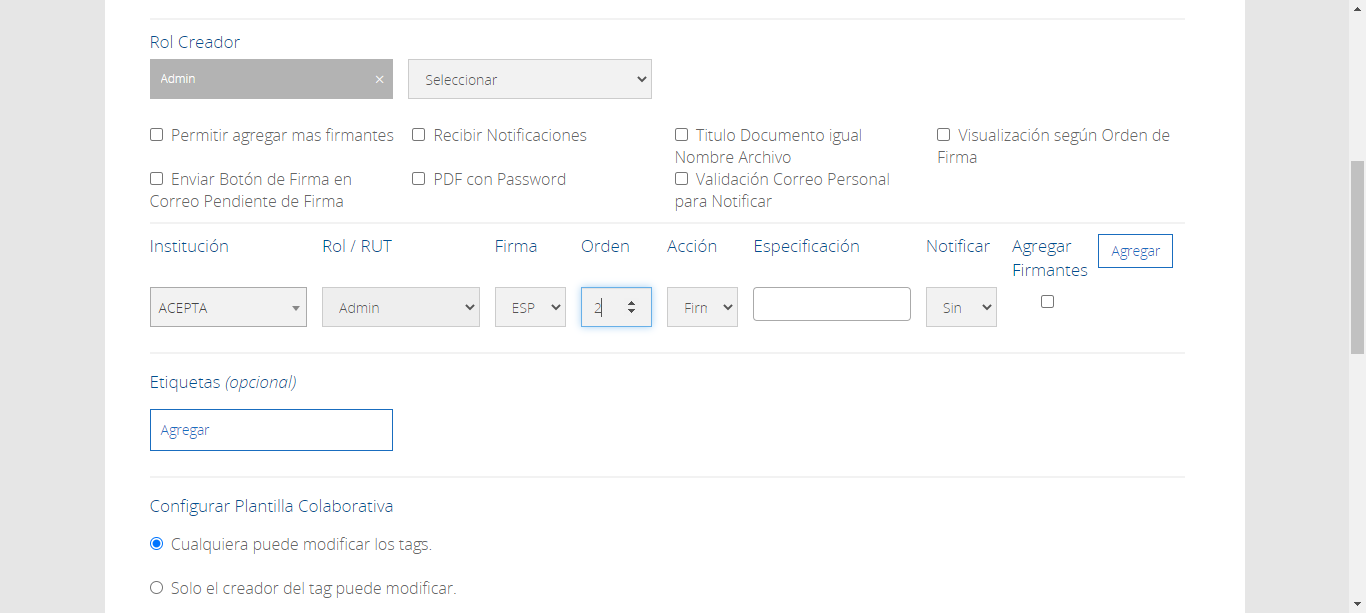 Rol Creador
Admin ×
Seleccionar
Permitir agregar mas firmantes
Recibir Notificaciones
Titulo Documento igual
Nombre Archivo
Visualización según Orden de
Firma
Enviar Botón de Firma en
Correo Pendiente de Firma
PDF con Password
Validación Correo Personal
para Notificar
Institución Rol / RUT Firma Orden Acción Especificación Notificar Agregar
Firmantes
Agregar
ACEPTA Admin ESP 2 Firn Sin
Etiquetas (opcional)
Agregar
Configurar Plantilla Colaborativa
Cualquiera puede modificar los tags.
Solo el creador del tag puede modificar.